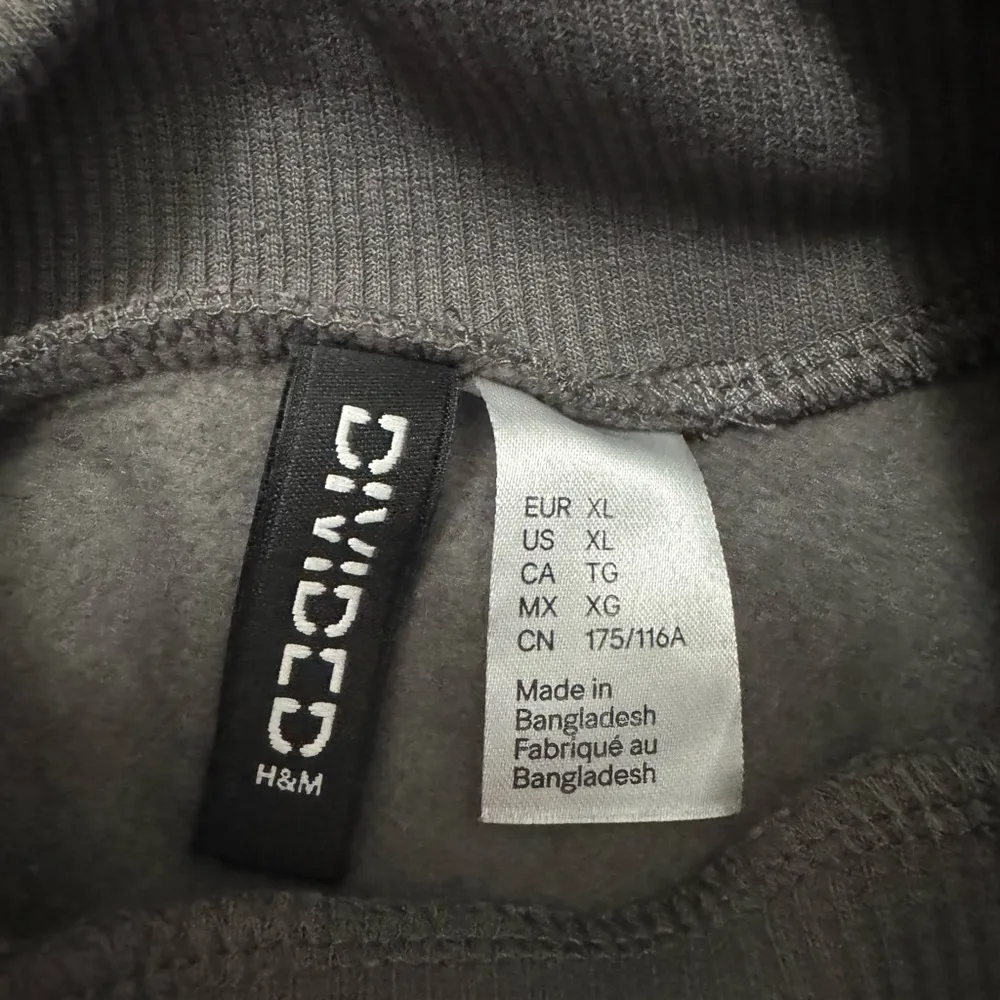 DIVIDED
H&M
EUR XL
US XL
CA TG
MX XG
CN 175/116A
Made in
Bangladesh
Fabriqué au
Bangladesh